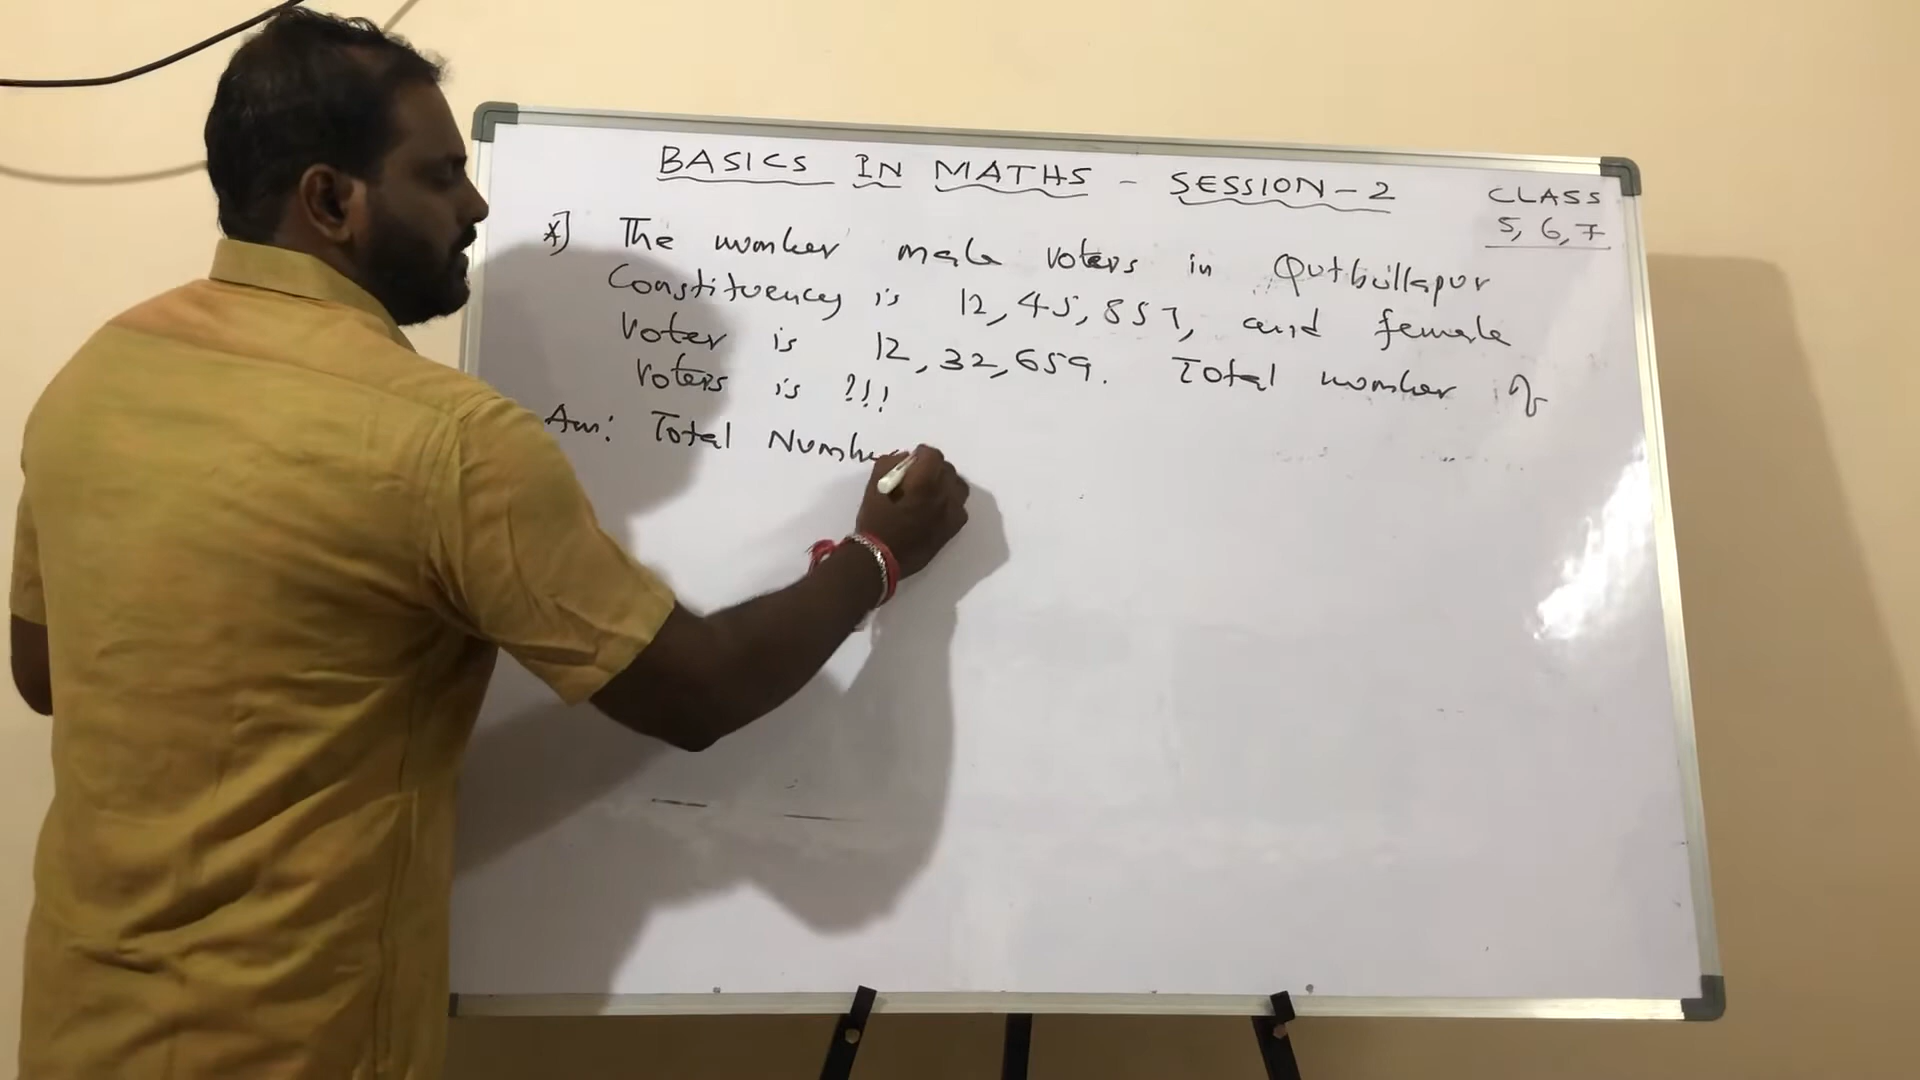 BASICS IN MATHS - SESSION-2
CLASS
5, 6, 7
*] The number male voters in Qutbullapur
Constituency is 12,45,857, and female
Voter is 12,32,659. Total number of
Voters is ?!!
Ans: Total Numbe